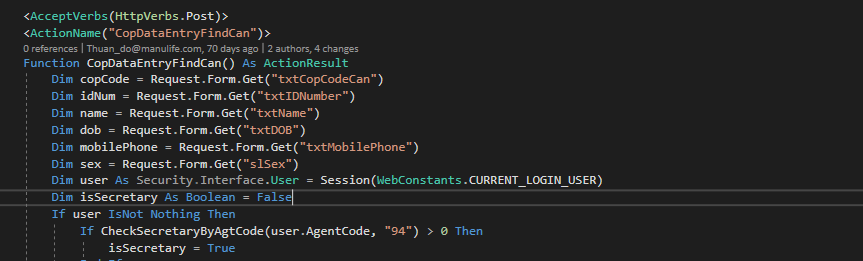 <AcceptVerbs(HttpVerbs.Post)>
<ActionName("CopDataEntryFindCan")>
0 references | Thuan_do@manulife.com, 70 days ago | 2 authors, 4 changes
Function CopDataEntryFindCan() As ActionResult
Dim copCode = Request.Form.Get("txtCopCodeCan")
Dim idNum = Request.Form.Get("txtIDNumber")
Dim name = Request.Form.Get("txtName")
Dim dob = Request.Form.Get("txtDOB")
Dim mobilePhone = Request.Form.Get("txtMobilePhone")
Dim sex = Request.Form.Get("slSex")
Dim user As Security.Interface.User = Session(WebConstants.CURRENT_LOGIN_USER)
Dim isSecretary As Boolean = False
If user IsNot Nothing Then
If CheckSecretaryByAgtCode(user.AgentCode, "94") > 0 Then
isSecretary = True